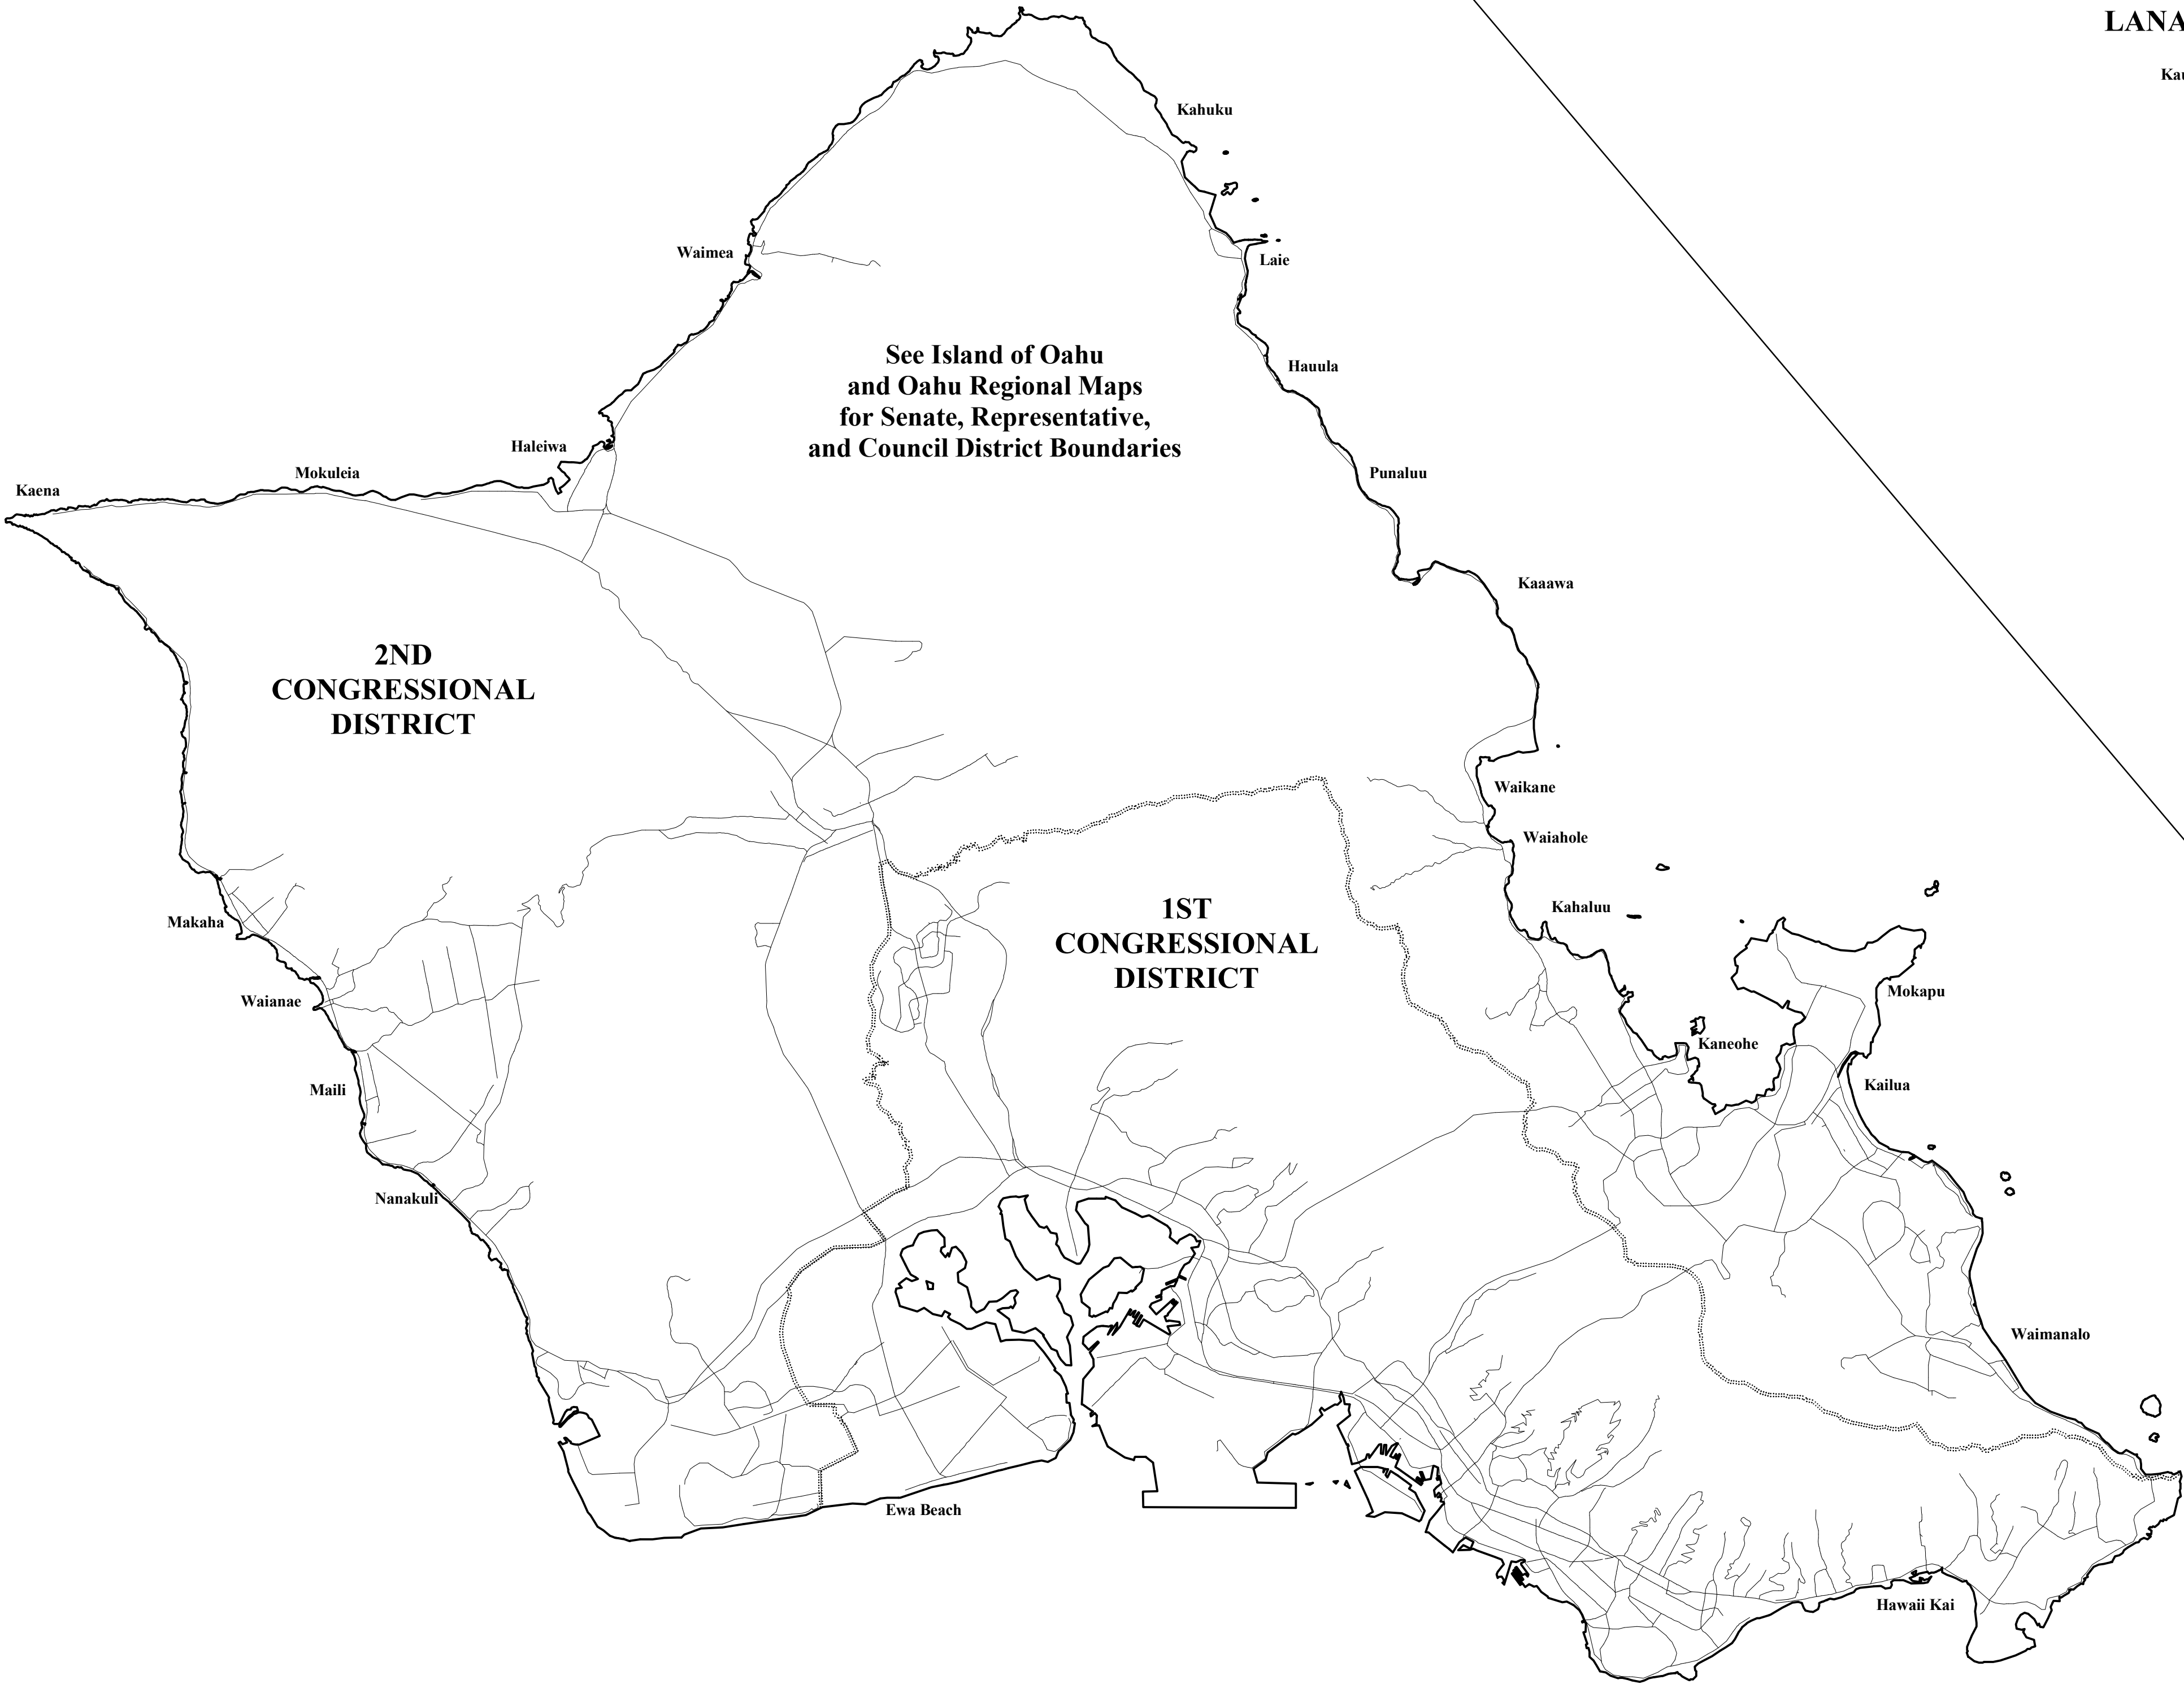 LANA
Kau
Kahuku
Waimea
Laie
See Island of Oahu
and Oahu Regional Maps
for Senate, Representative,
and Council District Boundaries
Hauula
Haleiwa
Mokuleia
Punaluu
Kaena
Kaaawa
2ND
CONGRESSIONAL
DISTRICT
Waikane
Waiahole
1ST
CONGRESSIONAL
DISTRICT
Kahaluu
Makaha
Mokapu
Waianae
Kaneohe
Kailua
Maili
Nanakuli
Waimanalo
Ewa Beach
Hawaii Kai